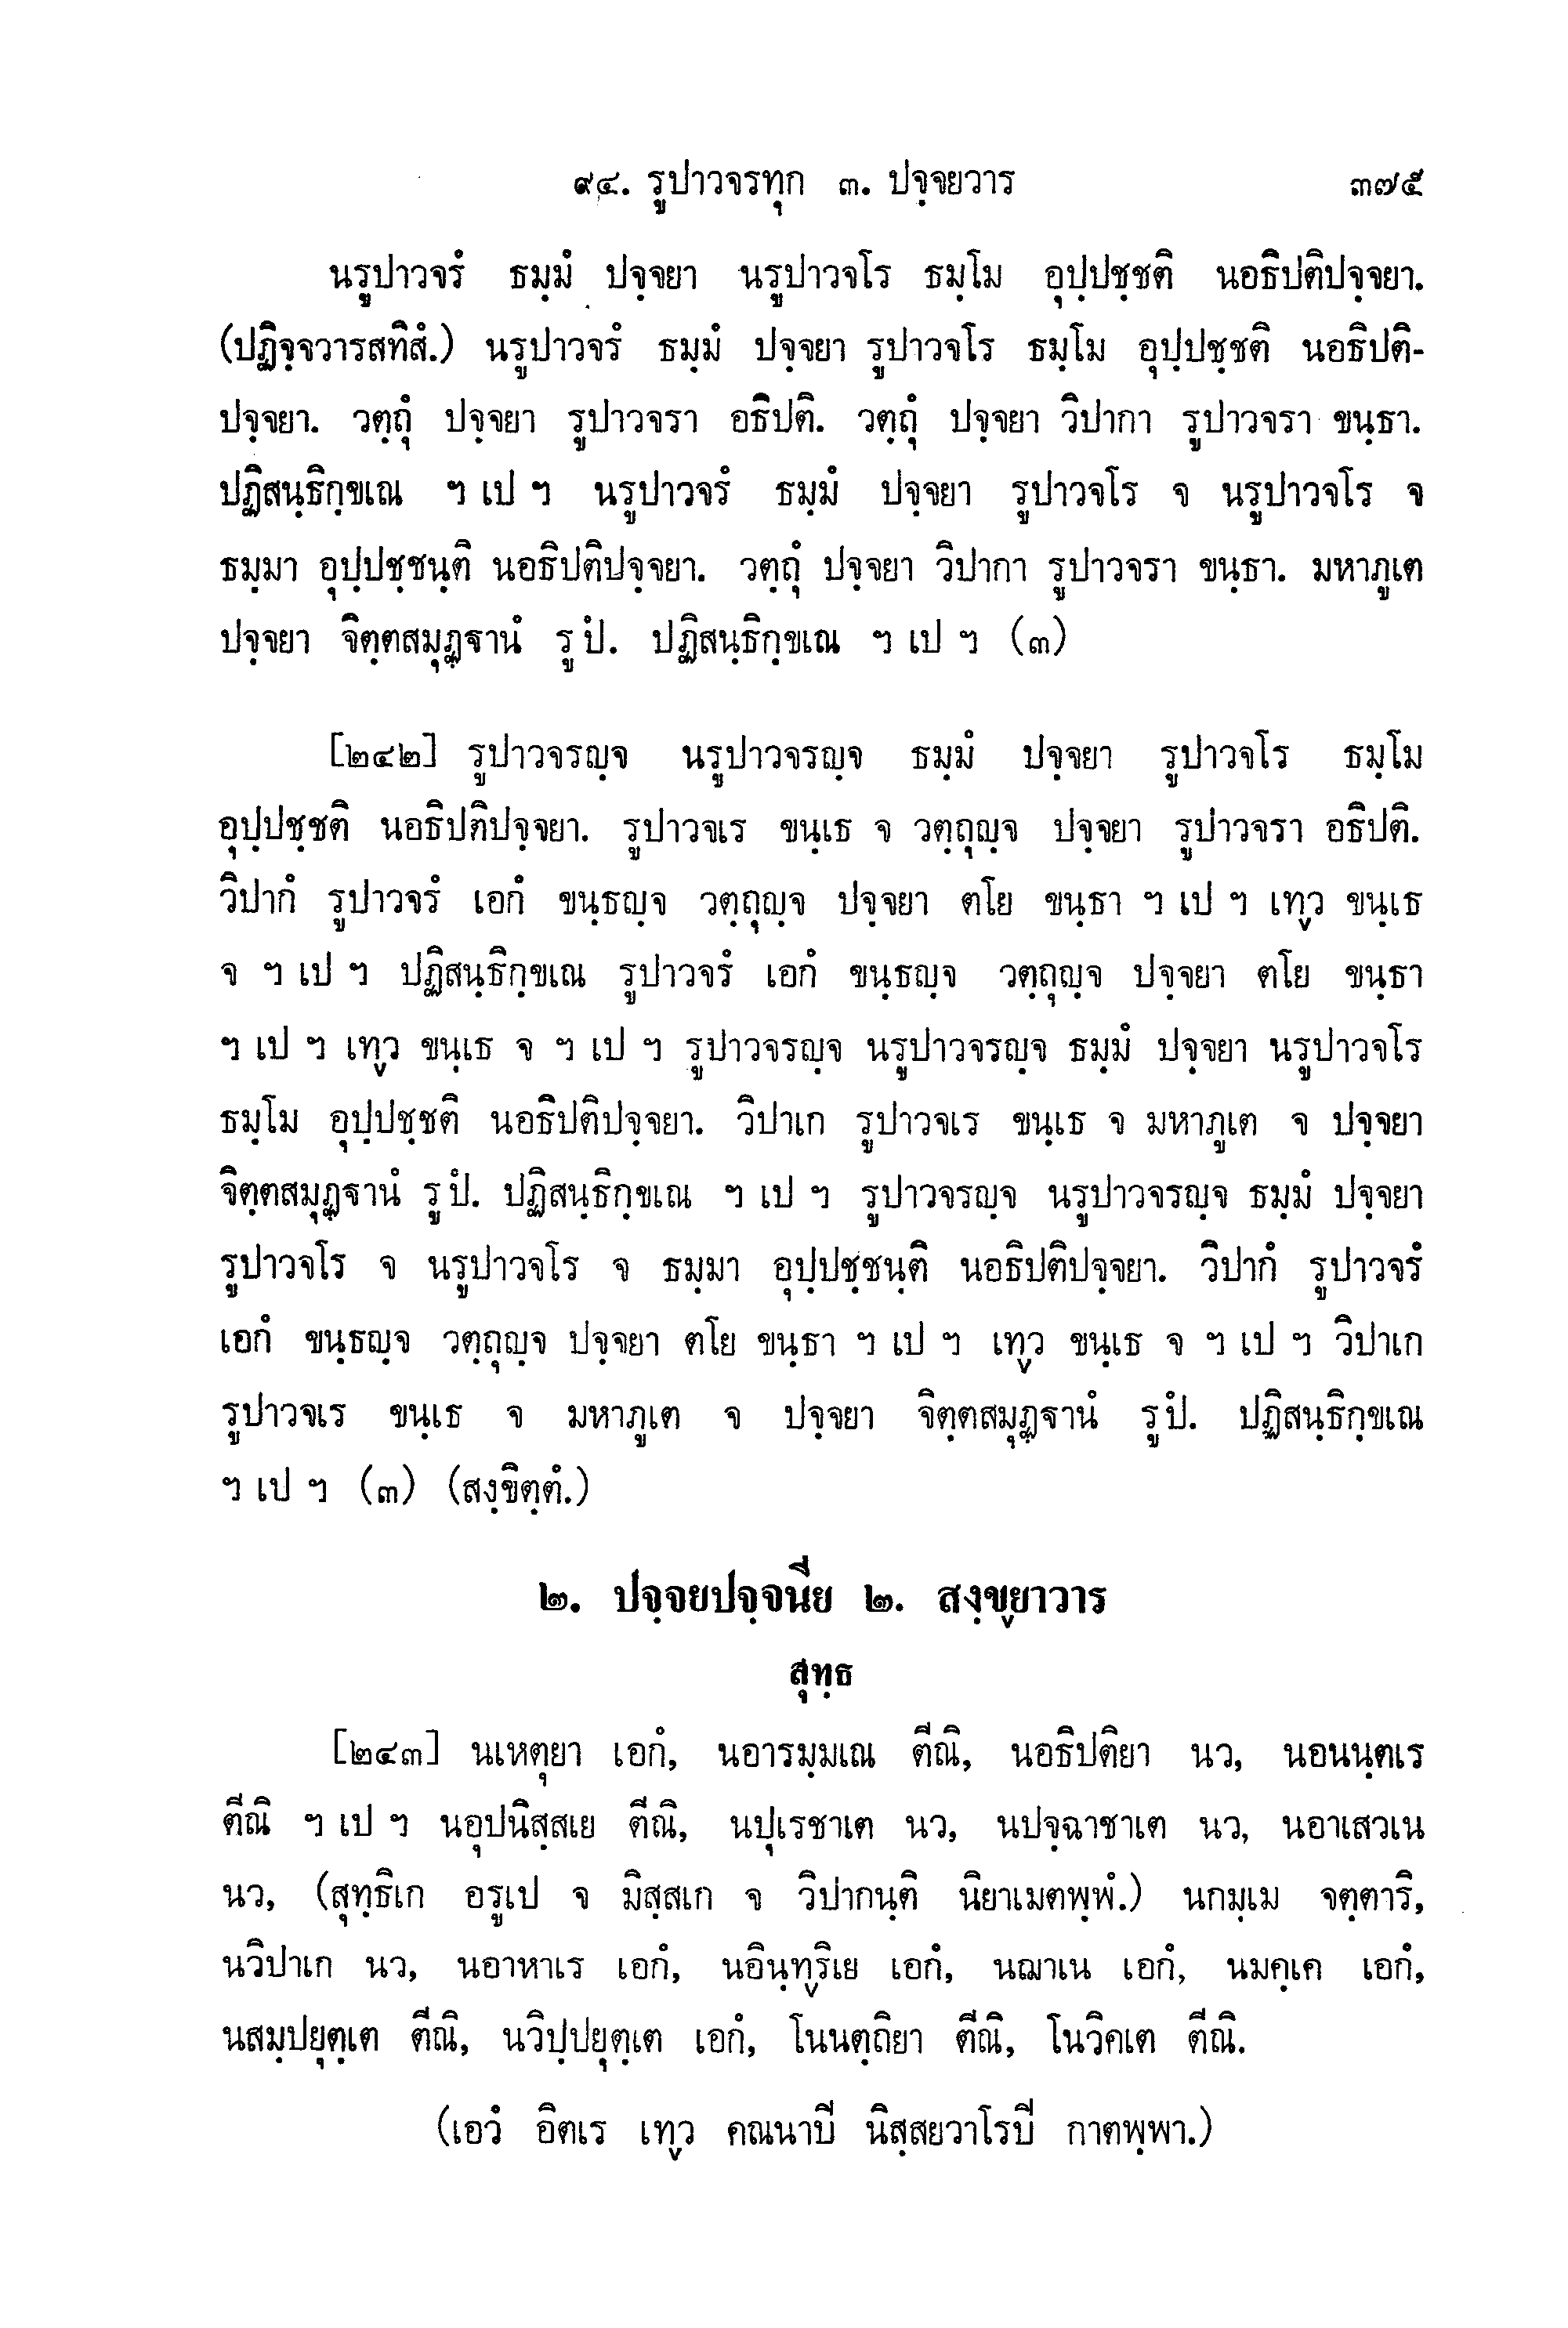 ๙๔. รูปาวจรทุก ๓. ปจฺจยวาร ๓๗๕
นรูปาวจรํ ธมฺมํ ปจฺจยา นรูปาวจโร ธมฺโม อุปฺปชฺชติ นอธิปติปจฺจยา.
(ปฏิจฺจวารสทิสํ.) นรูปาวจรํ ธมฺมํ ปจฺจยา รูปาวจโร ธมฺโม อุปฺปชฺชติ นอธิปติ-
ปจฺจยา. วตฺถุํ ปจฺจยา รูปาวจรา อธิปติ. วตฺถุํ ปจฺจยา วิปากา รูปาวจรา ขนฺธา.
ปฏิสนฺธิกฺขเณ ฯ เป ฯ นรูปาวจรํ ธมฺมํ ปจฺจยา รูปาวจโร จ นรูปาวจโร จ
ธมฺมา อุปฺปชฺชนฺติ นอธิปติปจฺจยา. วตฺถุํ ปจฺจยา วิปากา รูปาวจรา ขนฺธา. มหาภูเต
ปจฺจยา จิตฺตสมุฏฺฐานํ รูปํ. ปฏิสนฺธิกฺขเณ ฯ เป ฯ (๓)
[๒๔๒] รูปาวจรญฺจ นรูปาวจรญฺจ ธมฺมํ ปจฺจยา รูปาวจโร ธมฺโม
อุปฺปชฺชติ นอธิปติปจฺจยา. รูปาวจเร ขนฺเธ จ วตฺถุญฺจ ปจฺจยา รูปาวจรา อธิปติ.
วิปากํ รูปาวจรํ เอกํ ขนฺธญฺจ วตฺถุญฺจ ปจฺจยา ตโย ขนฺธา ฯ เป ฯ เทฺว ขนฺเธ
จ ฯ เป ฯ ปฏิสนฺธิกฺขเณ รูปาวจรํ เอกํ ขนฺธญฺจ วตฺถุญฺจ ปจฺจยา ตโย ขนฺธา
ฯ เป ฯ เทฺว ขนฺเธ จ ฯ เป ฯ รูปาวจรญฺจ นรูปาวจรญฺจ ธมฺมํ ปจฺจยา นรูปาวจโร
ธมฺโม อุปฺปชฺชติ นอธิปติปจฺจยา. วิปาเก รูปาวจเร ขนฺเธ จ มหาภูเต จ ปจฺจยา
จิตฺตสมุฏฺฐานํ รูปํ. ปฏิสนฺธิกฺขเณ ฯ เป ฯ รูปาวจรญฺจ นรูปาวจรญฺจ ธมฺมํ ปจฺจยา
รูปาวจโร จ นรูปาวจโร จ ธมฺมา อุปฺปชฺชนฺติ นอธิปติปจฺจยา. วิปากํ รูปาวจรํ
เอกํ ขนฺธญฺจ วตฺถุญฺจ ปจฺจยา ตโย ขนฺธา ฯ เป ฯ เทฺว ขนฺเธ จ ฯ เป ฯ วิปาเก
รูปาวจเร ขนฺเธ จ มหาภูเต จ ปจฺจยา จิตฺตสมุฏฺฐานํ รูปํ. ปฏิสนฺธิกฺขเณ
ฯ เป ฯ (๓) (สงฺขิตฺตํ.)
๒. ปจฺจยปจฺจนีย ๒. สงฺขฺยาวาร
สุทฺธ
[๒๔๓] นเหตุยา เอกํ, นอารมฺมเณ ตีณิ, นอธิปติยา นว, นอนนฺตเร
ตีณิ ฯ เป ฯ นอุปนิสฺสเย ตีณิ, นปุเรชาเต นว, นปจฺฉาชาเต นว, นอาเสวเน
นว, (สุทฺธิเก อรูเป จ มิสฺสเก จ วิปากนฺติ นิยาเมตพฺพํ.) นกมฺเม จตฺตาริ,
นวิปาเก นว, นอาหาเร เอกํ, นอินฺทฺริเย เอกํ, นฌาเน เอกํ, นมคฺเค เอกํ,
นสมฺปยุตฺเต ตีณิ, นวิปฺปยุตฺเต เอกํ, โนนตฺถิยา ตีณิ, โนวิคเต ตีณิ.
(เอวํ อิตเร เทฺว คณนาปี นิสฺสยวาโรปี กาตพฺพา.)